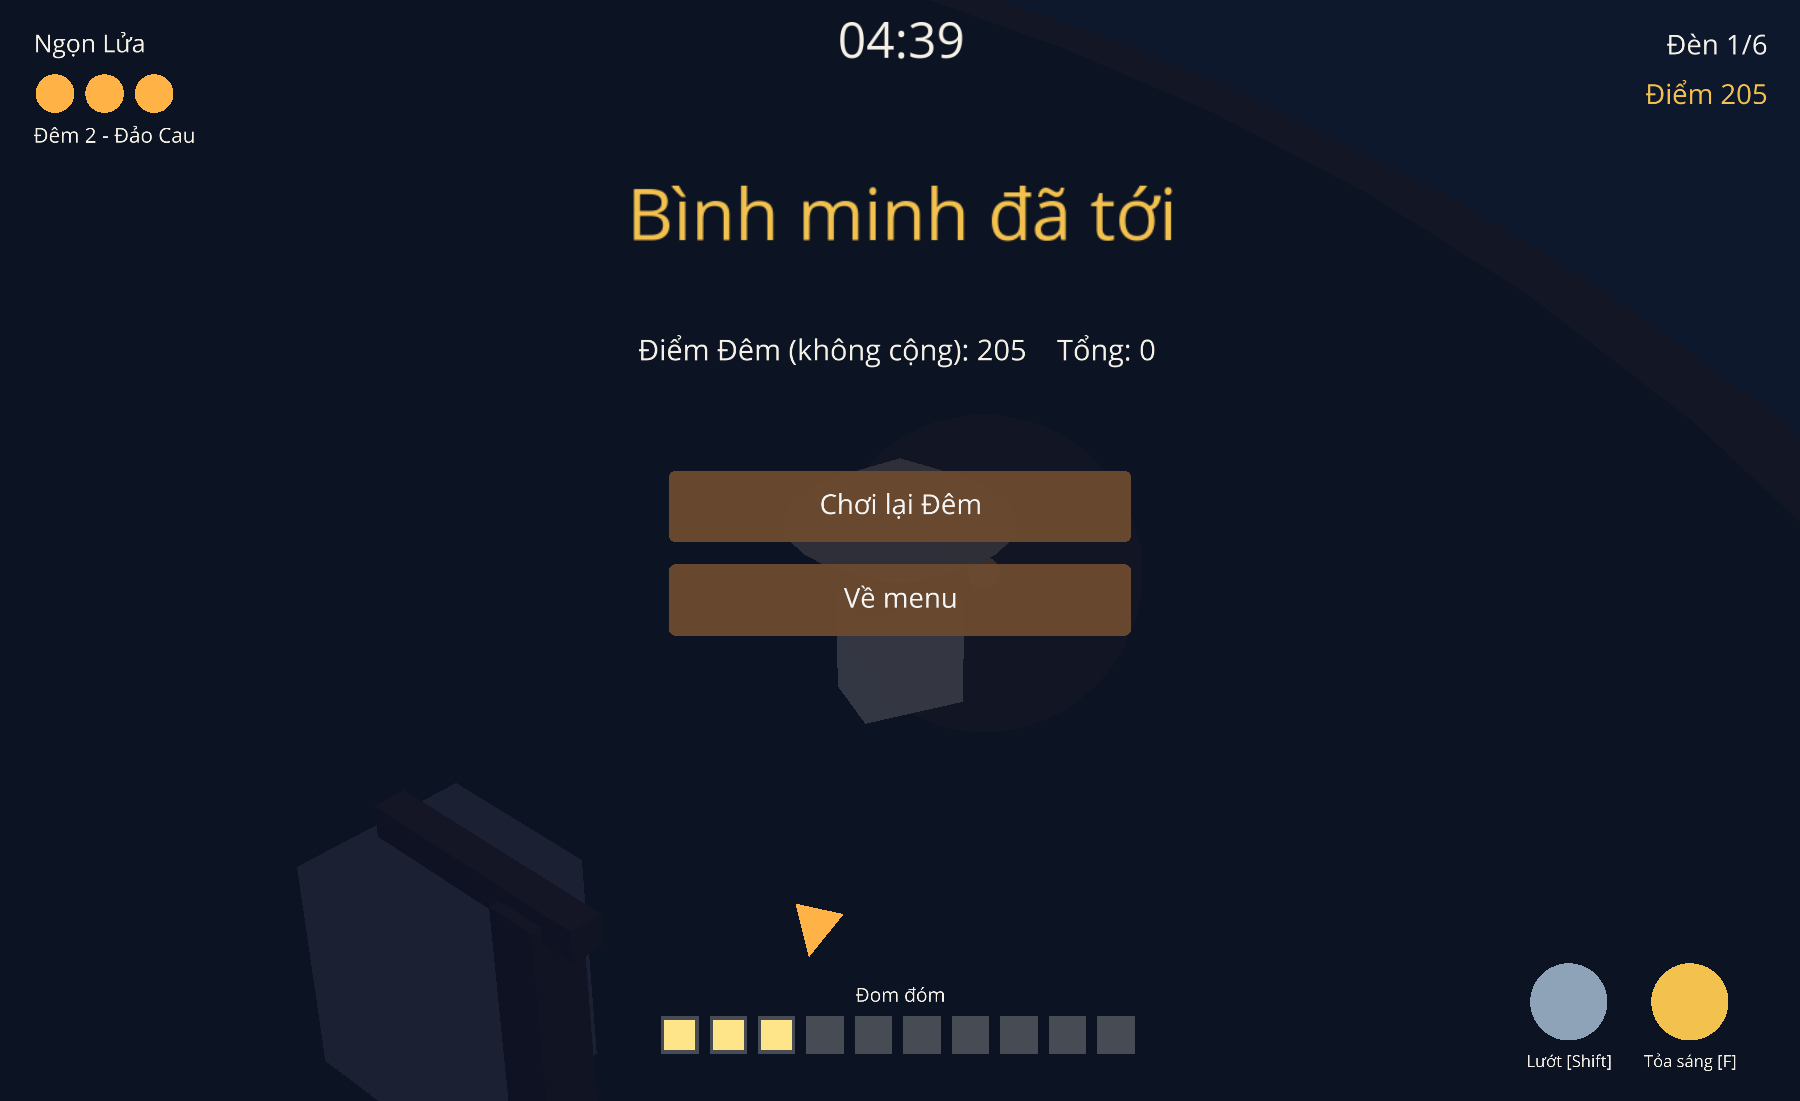 Ngọn Lửa
04:39
Đèn 1/6
Điểm 205
Đêm 2 - Đảo Cau
Bình minh đã tới
Điểm Đêm (không cộng): 205 Tổng: 0
Chơi lại Đêm
Về menu
Đom đóm
Lướt [Shift]
Tỏa sáng [F]